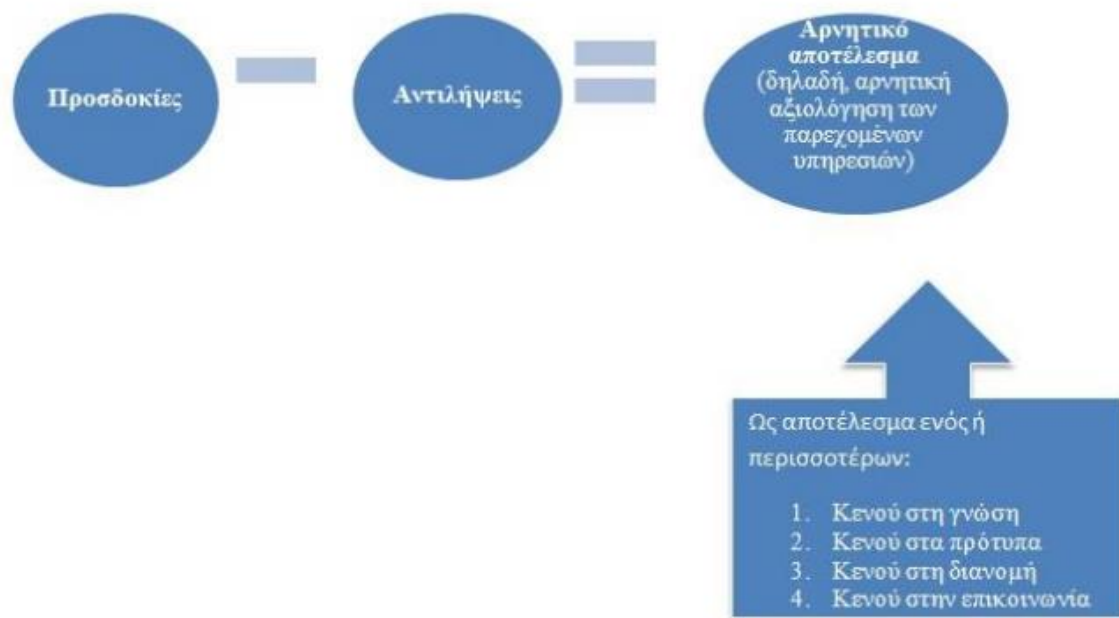 Προσδοκίες
Αντιλήψεις
Αρνητικό
αποτέλεσμα
(δηλαδή, αρνητική
αξιολόγηση των
παρεχομένων
υπηρεσιών)
Ως αποτέλεσμα ενός ή
περισσοτέρων:
1. Κενού στη γνώση
2. Κενού στα πρότυπα
3. Κενού στη διανομή
4. Κενού στην επικοινωνία